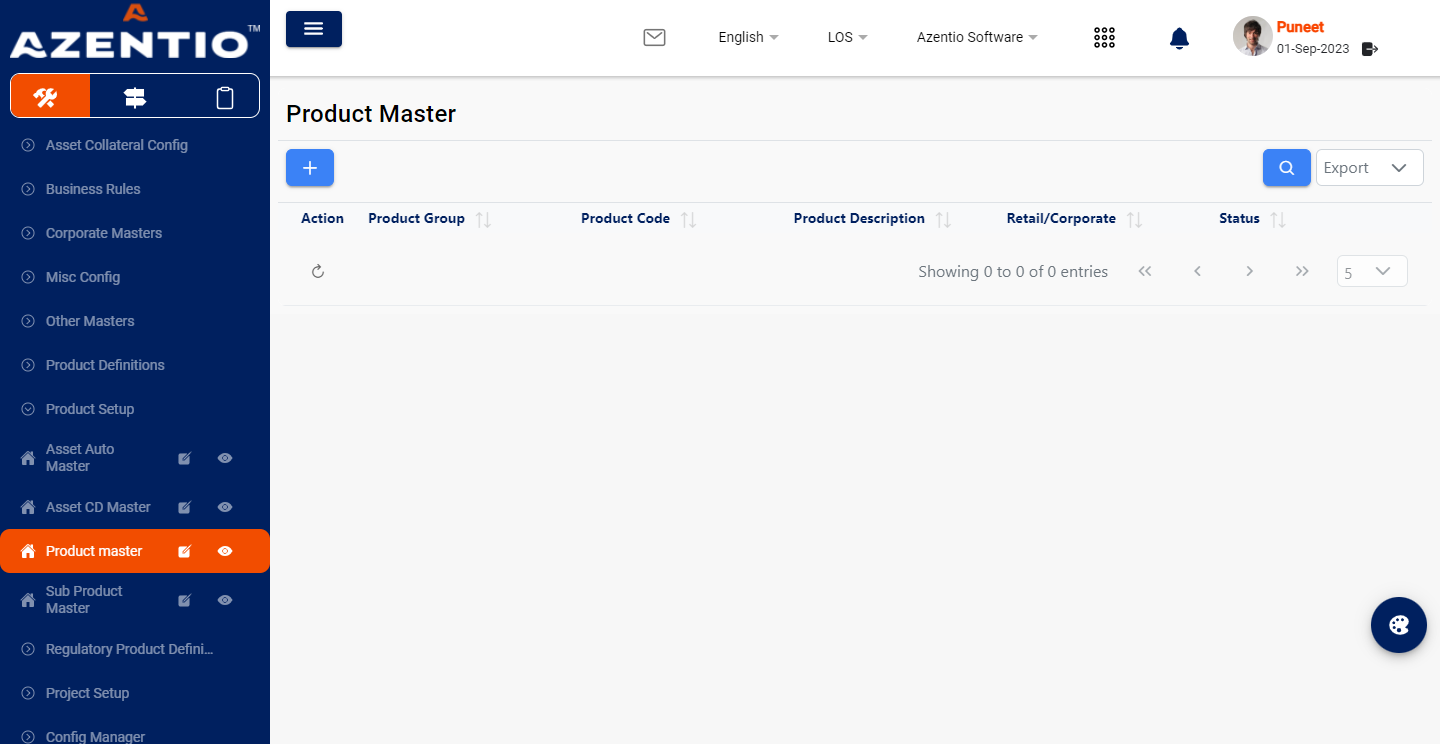 AZENTIO™
English
LOS
Azentio Software
Puneet
01-Sep-2023
Asset Collateral Config
Business Rules
Corporate Masters
Misc Config
Other Masters
Product Definitions
Product Setup
Asset Auto
Master
Asset CD Master
Product master
Sub Product
Master
Regulatory Product Defini...
Project Setup
Config Manager
Product Master
Export
Action Product Group Product Code Product Description Retail/Corporate Status
Showing 0 to 0 of 0 entries
5